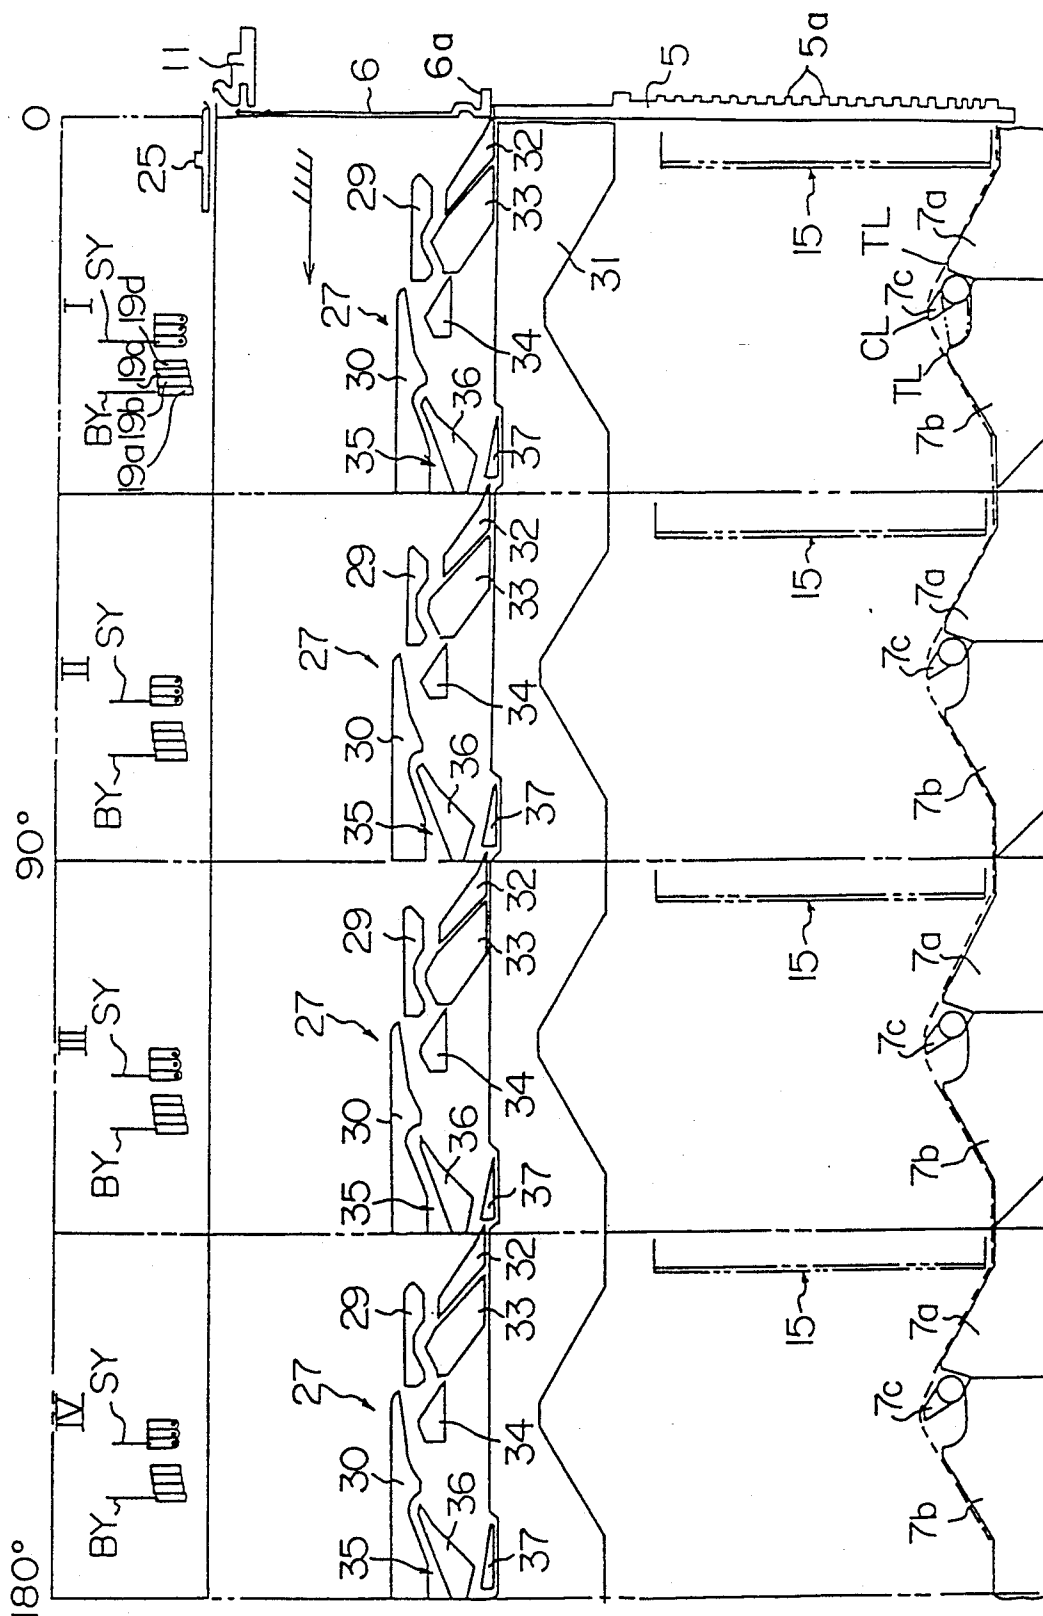 180° 90° 0
IV III II I
SY SY SY SY
BY BY BY BY
19a 19b 19a 19d
25 11
27 27 27 27
30 29 30 29 30 29 30 29 6
35 35 35 35
36 36 36 36 6a
37 34 33 32
37 34 33 32
37 34 33 32
37 34 33 32
31
5
5a
15 15 15 15
7b 7c 7a
7b 7c 7a
7b 7c 7a
7b TL CL 7c TL 7a